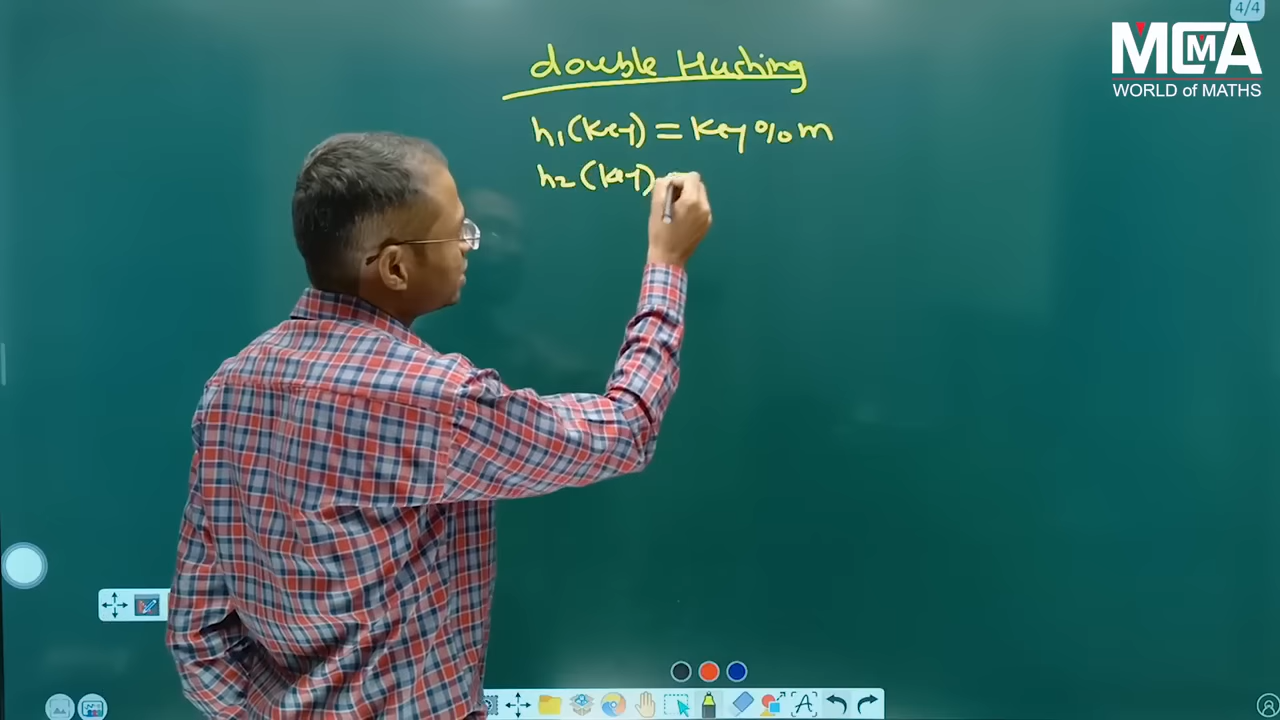 4/4
MCMA
WORLD of MATHS
double Hashing
h₁(key) = key % m
h₂(key) =